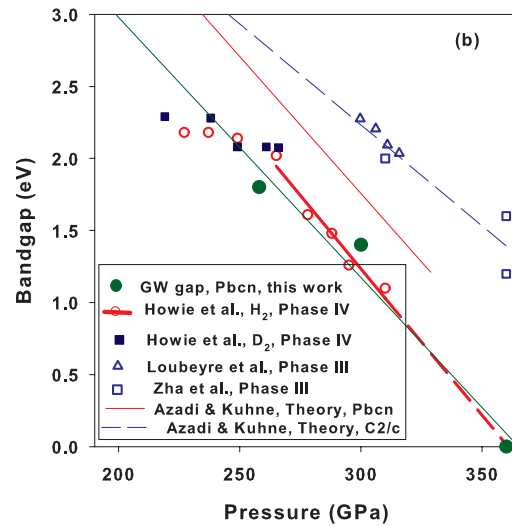 (b)
3.0
2.5
2.0
1.5
1.0
0.5
0.0
Bandgap (eV)
GW gap, Pbcn, this work
Howie et al., H2, Phase IV
Howie et al., D2, Phase IV
Loubeyre et al., Phase III
Zha et al., Phase III
Azadi & Kuhne, Theory, Pbcn
Azadi & Kuhne, Theory, C2/c
200 250 300 350
Pressure (GPa)